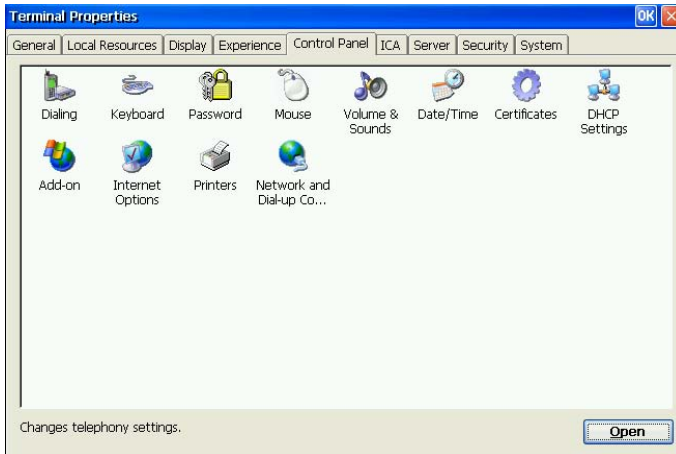 Terminal Properties OK
General Local Resources Display Experience Control Panel ICA Server Security System
Dialing Keyboard Password Mouse Volume & Sounds Date/Time Certificates DHCP Settings
Add-on Internet Options Printers Network and Dial-up Co...
Changes telephony settings.
Open